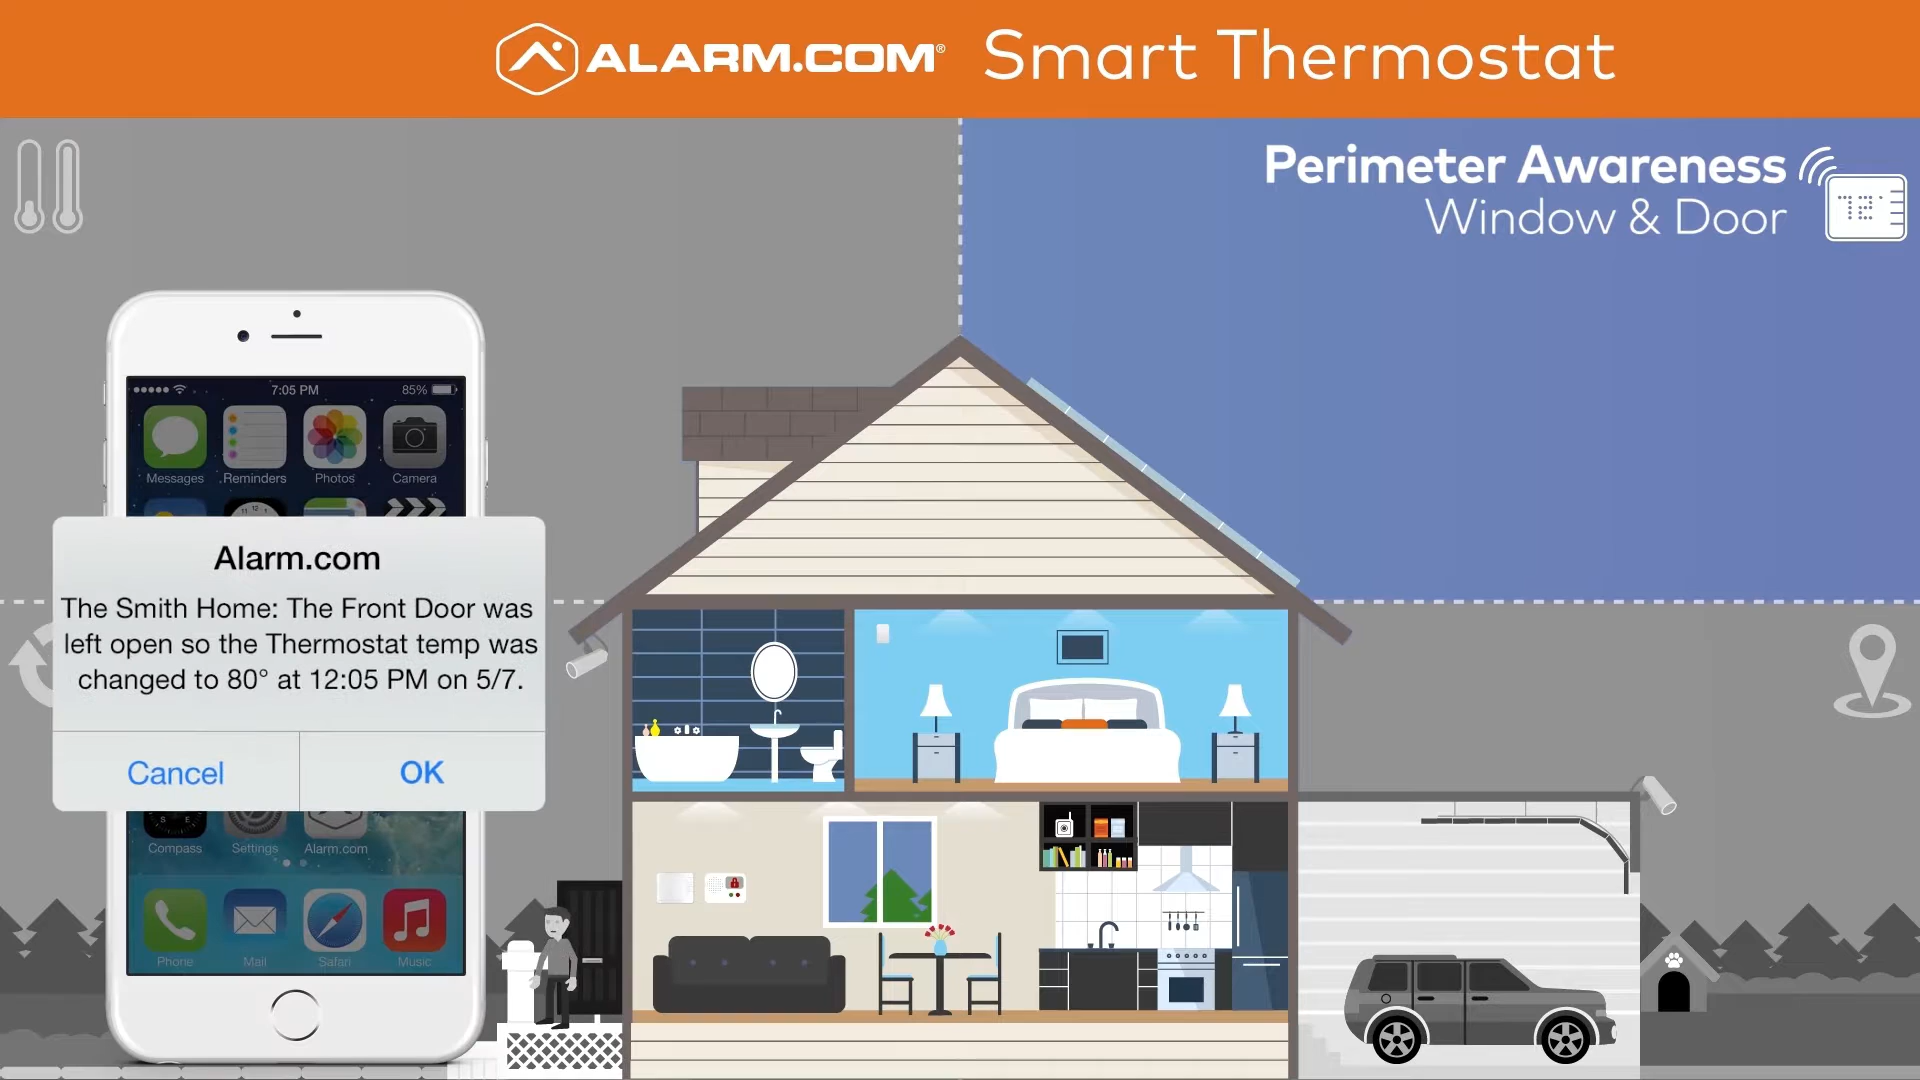 ALARM.COM® Smart Thermostat
Perimeter Awareness
Window & Door
72°
7:05 PM 85%
Messages Reminders Photos Camera
Alarm.com
The Smith Home: The Front Door was
left open so the Thermostat temp was
changed to 80° at 12:05 PM on 5/7.
Cancel OK
Compass Settings Alarm.com
Phone Mail Safari Music